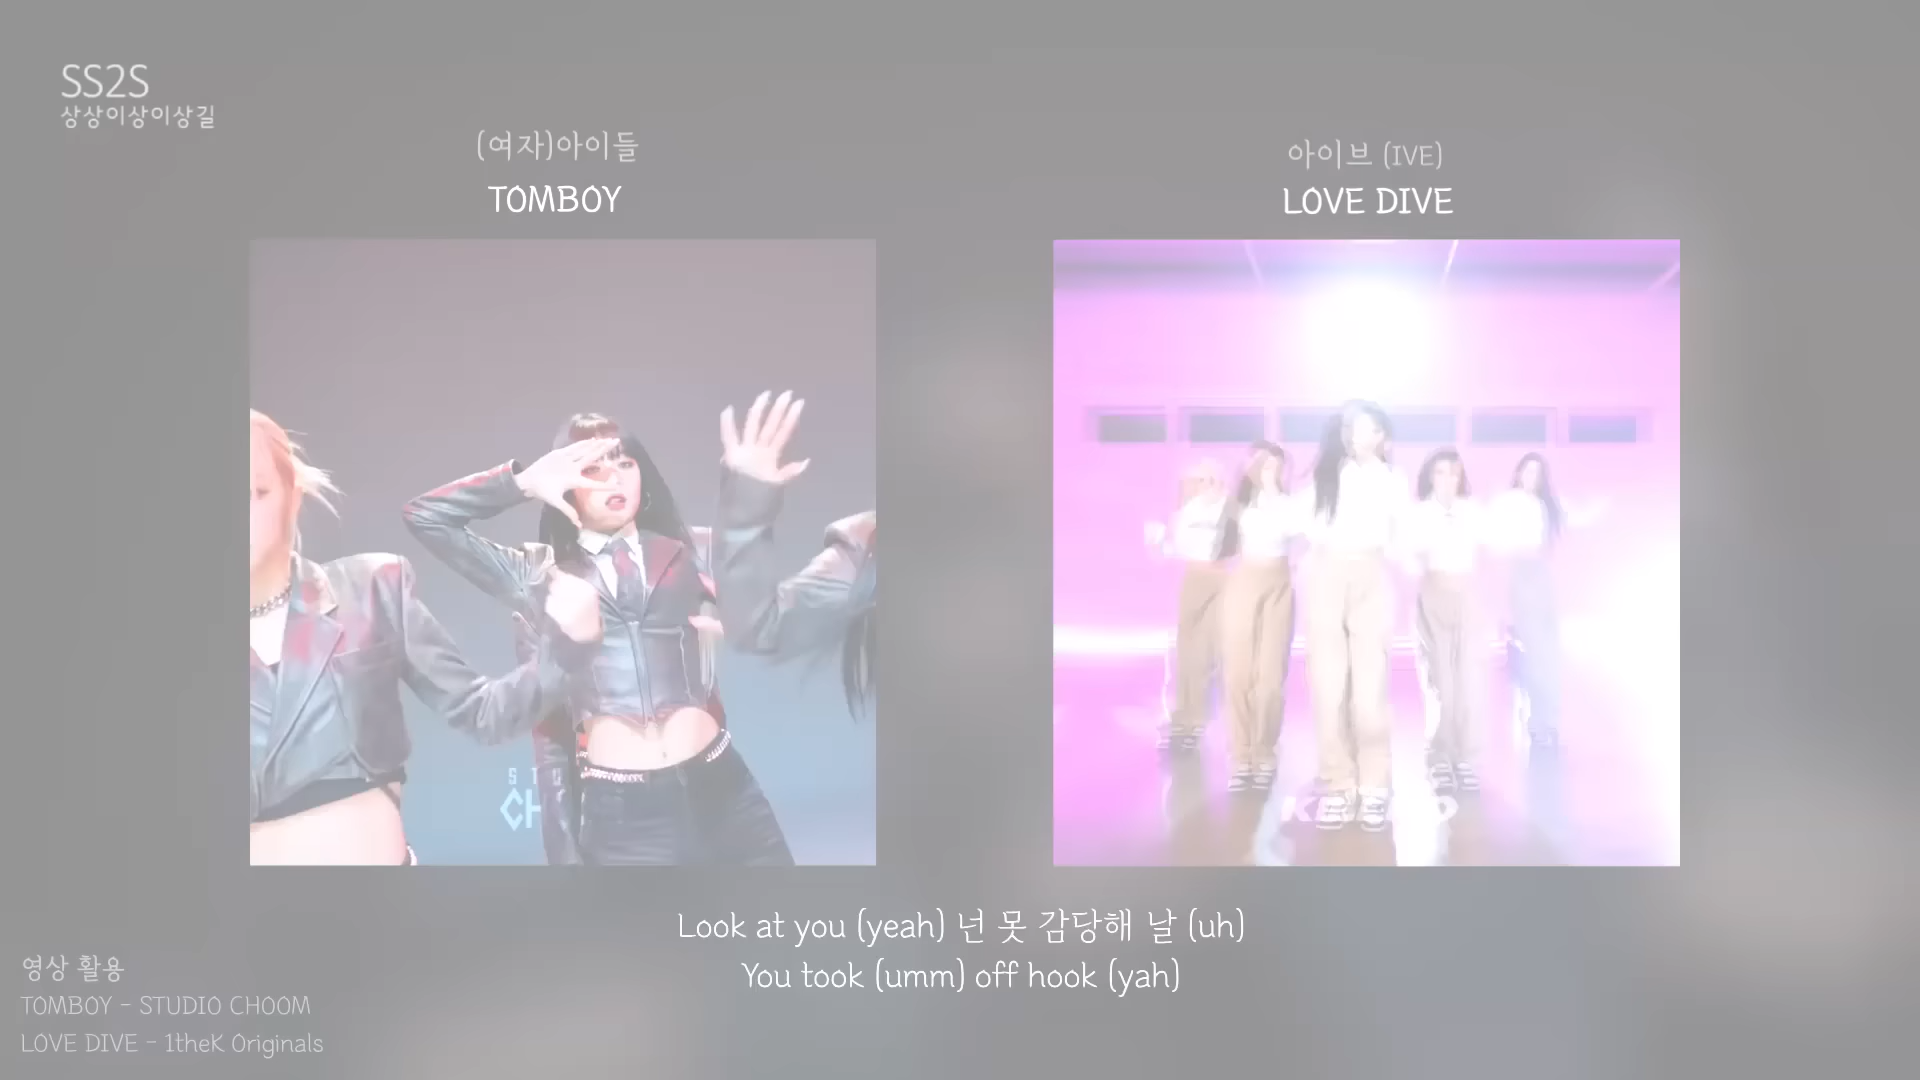 SS2S
상상이상이상길
(여자)아이들
TOMBOY
아이브 (IVE)
LOVE DIVE
Look at you (yeah) 넌 못 감당해 날 (uh)
You took (umm) off hook (yah)
영상 활용
TOMBOY - STUDIO CHOOM
LOVE DIVE - 1theK Originals